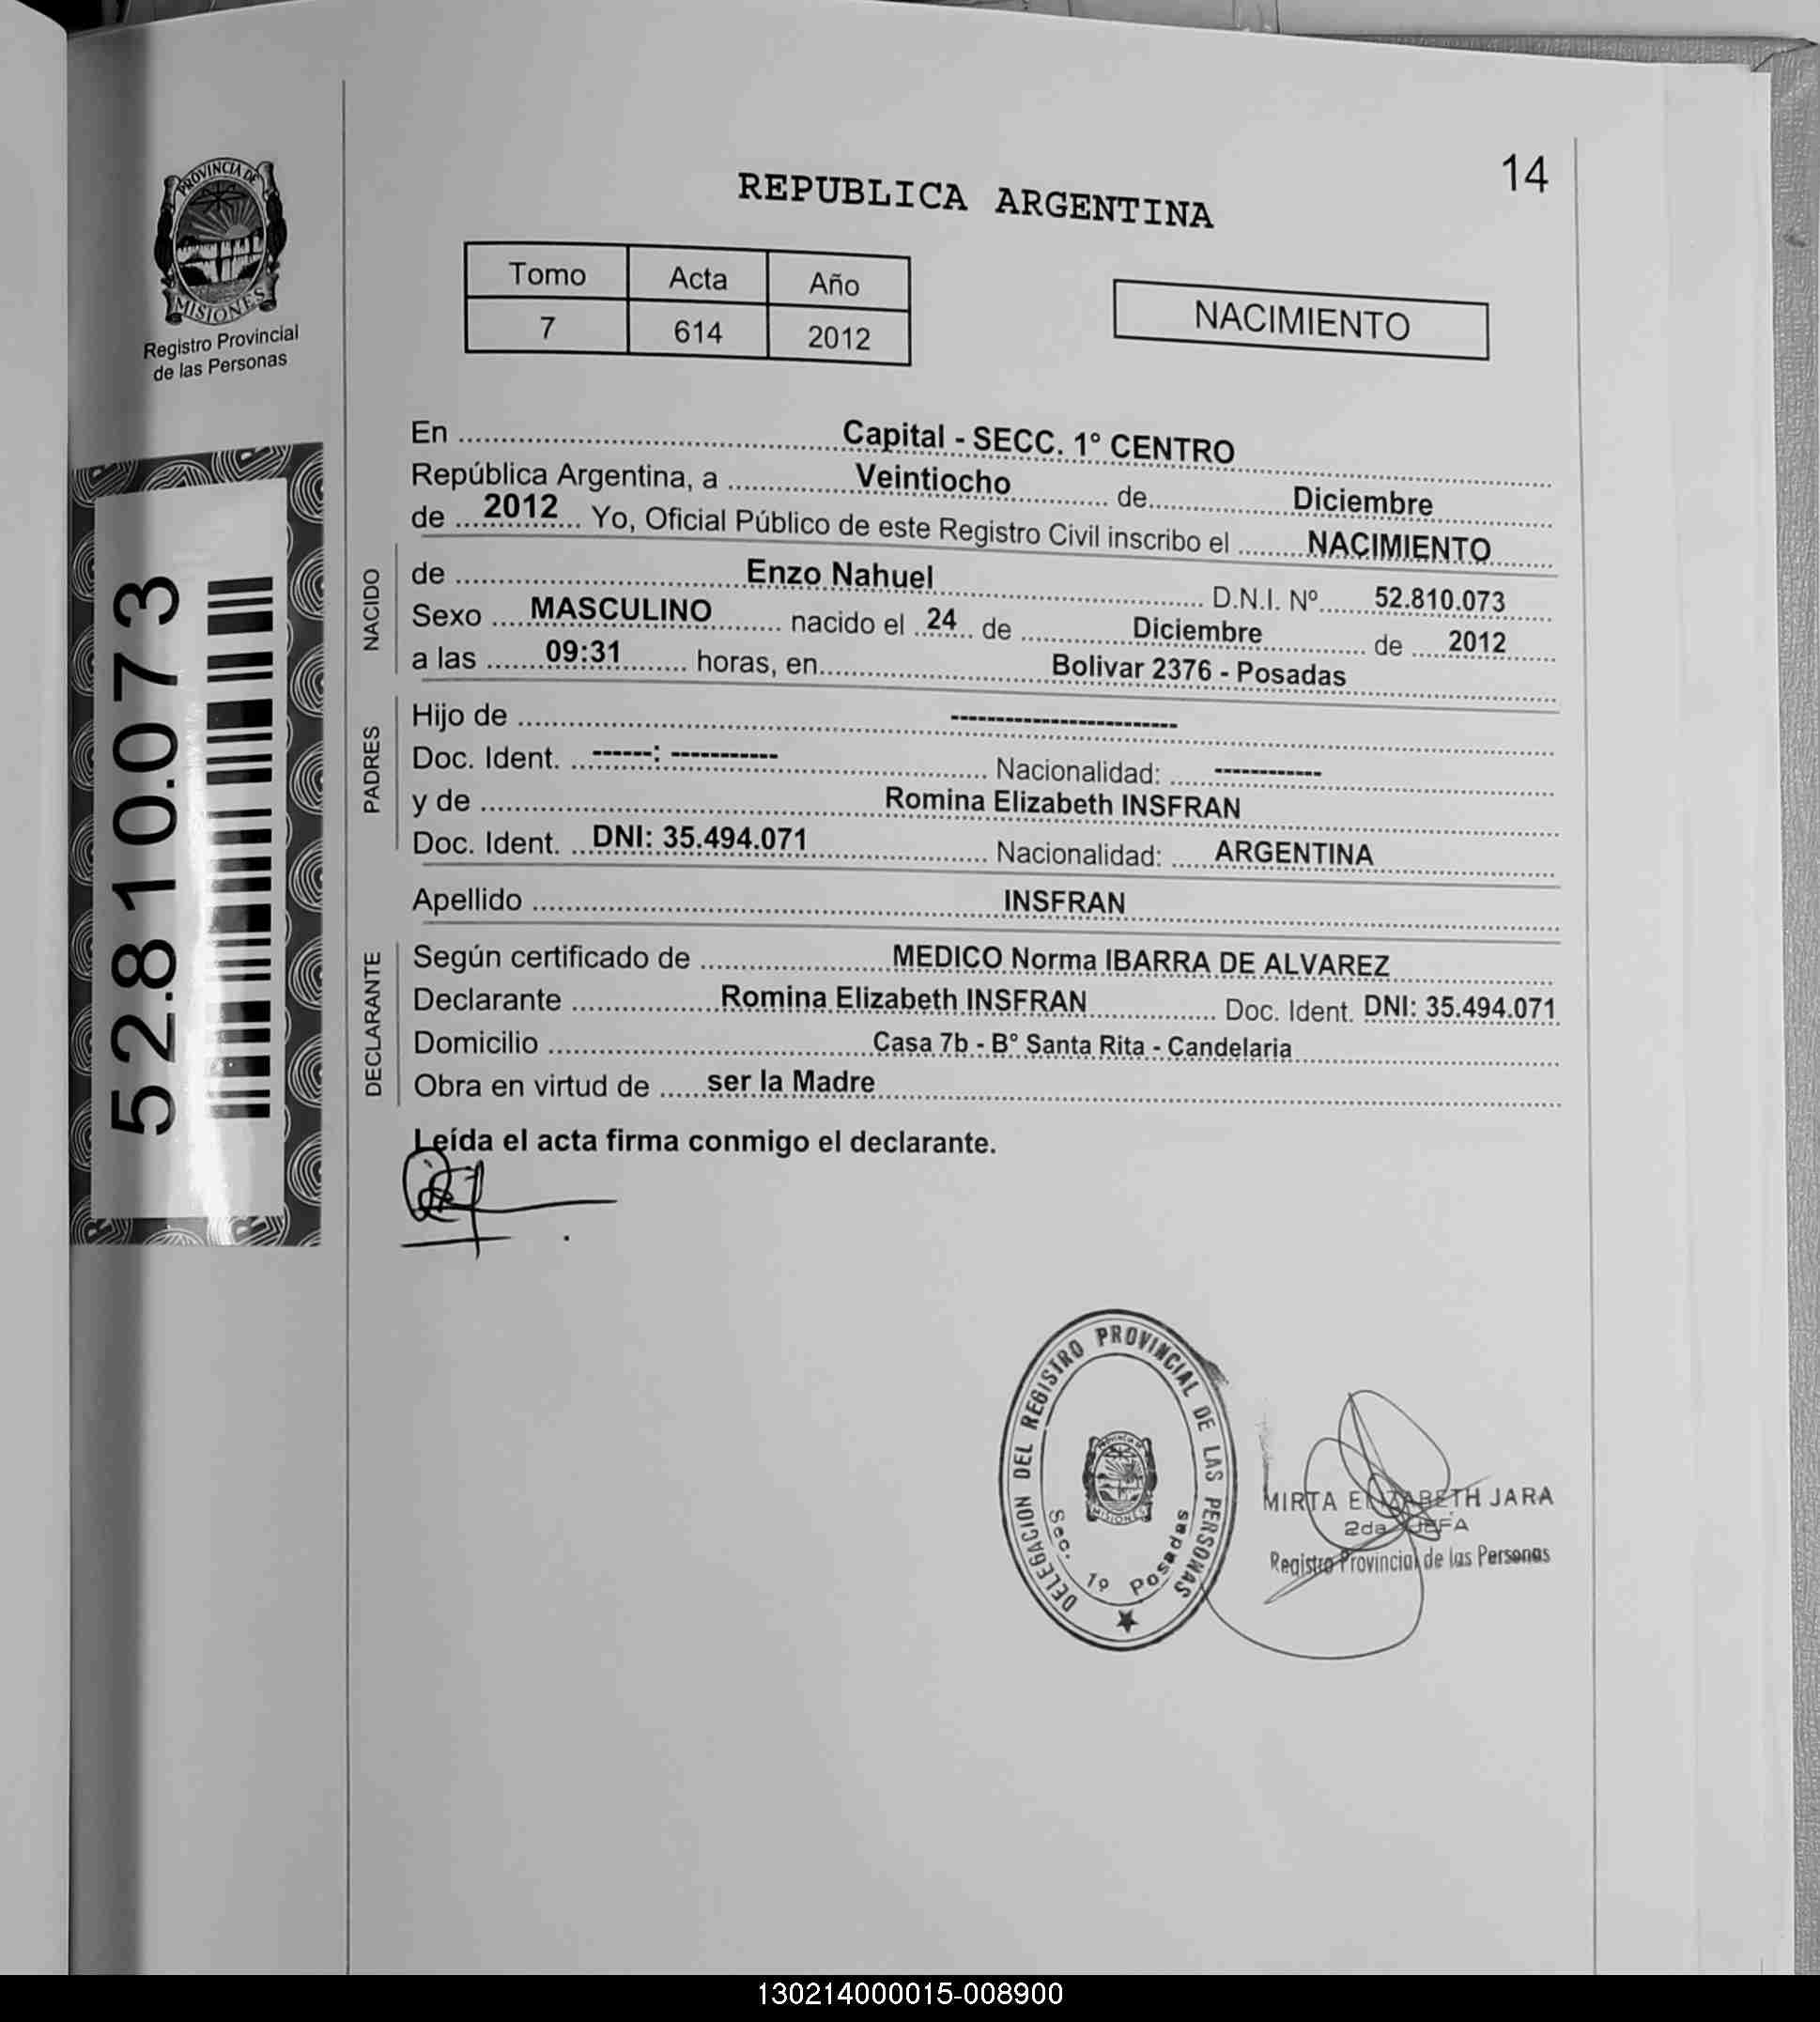 PROVINCIA DE
MISIONES
Registro Provincial
de las Personas
52.810.073
14
REPUBLICA ARGENTINA
Tomo Acta Año
7 614 2012
NACIMIENTO
En Capital - SECC. 1° CENTRO
República Argentina, a Veintiocho de Diciembre
de 2012 Yo, Oficial Público de este Registro Civil inscribo el NACIMIENTO
NACIDO
de Enzo Nahuel D.N.I. Nº 52.810.073
Sexo MASCULINO nacido el 24 de Diciembre de 2012
a las 09:31 horas, en Bolivar 2376 - Posadas
PADRES
Hijo de -------------------------
Doc. Ident. ------: ----------- Nacionalidad: ------------
y de Romina Elizabeth INSFRAN
Doc. Ident. DNI: 35.494.071 Nacionalidad: ARGENTINA
Apellido INSFRAN
DECLARANTE
Según certificado de MEDICO Norma IBARRA DE ALVAREZ
Declarante Romina Elizabeth INSFRAN Doc. Ident. DNI: 35.494.071
Domicilio Casa 7b - B° Santa Rita - Candelaria
Obra en virtud de ser la Madre
Leída el acta firma conmigo el declarante.
DELEGACION DEL REGISTRO PROVINCIAL DE LAS PERSONAS
PROVINCIA DE
MISIONES
Sec. 1º Posadas
MIRTA ELIZABETH JARA
2da JEFA
Registro Provincial de las Personas
130214000015-008900